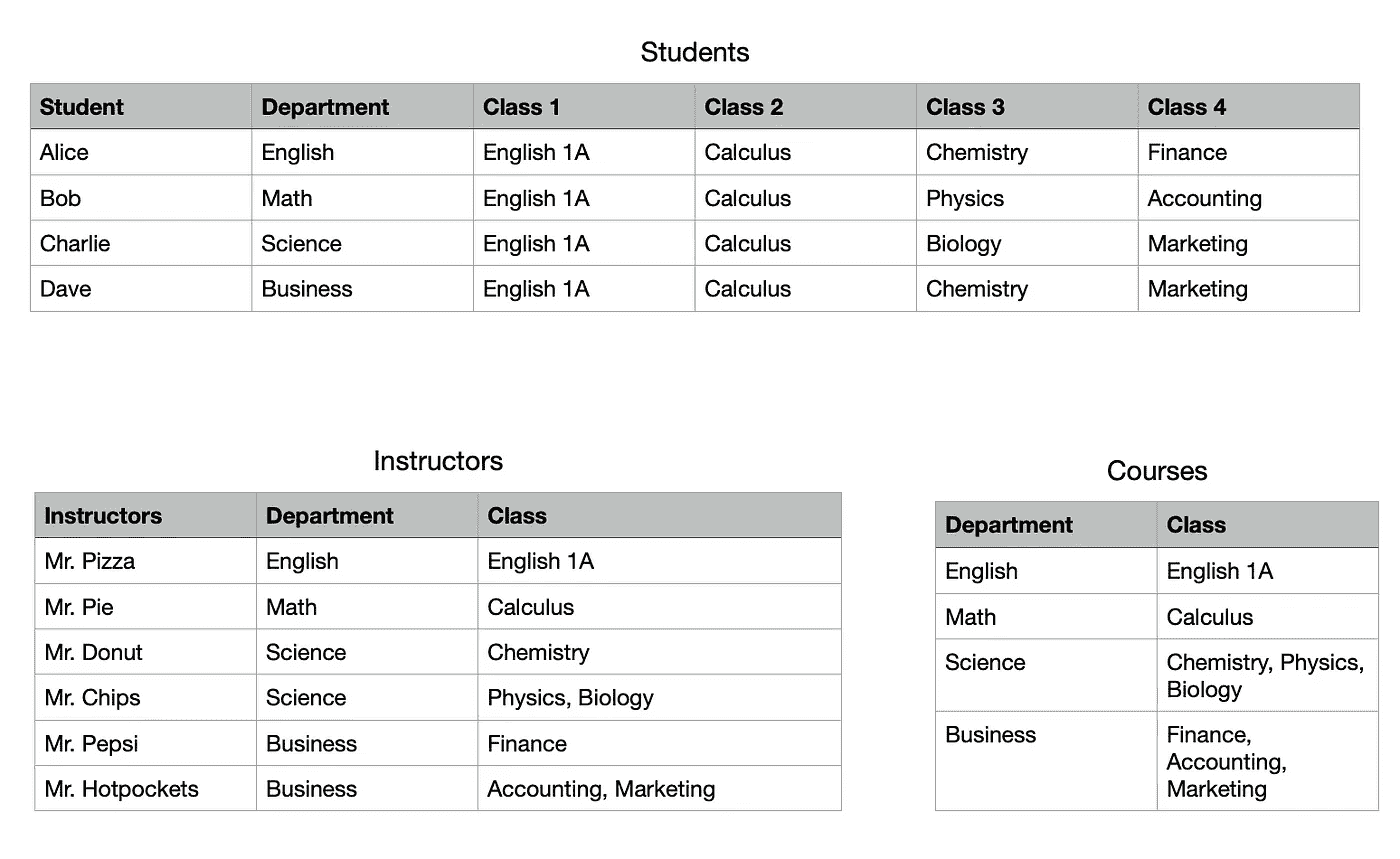 Students
Student Department Class 1 Class 2 Class 3 Class 4
Alice English English 1A Calculus Chemistry Finance
Bob Math English 1A Calculus Physics Accounting
Charlie Science English 1A Calculus Biology Marketing
Dave Business English 1A Calculus Chemistry Marketing
Instructors
Instructors Department Class
Mr. Pizza English English 1A
Mr. Pie Math Calculus
Mr. Donut Science Chemistry
Mr. Chips Science Physics, Biology
Mr. Pepsi Business Finance
Mr. Hotpockets Business Accounting, Marketing
Courses
Department Class
English English 1A
Math Calculus
Science Chemistry, Physics,
Biology
Business Finance,
Accounting,
Marketing